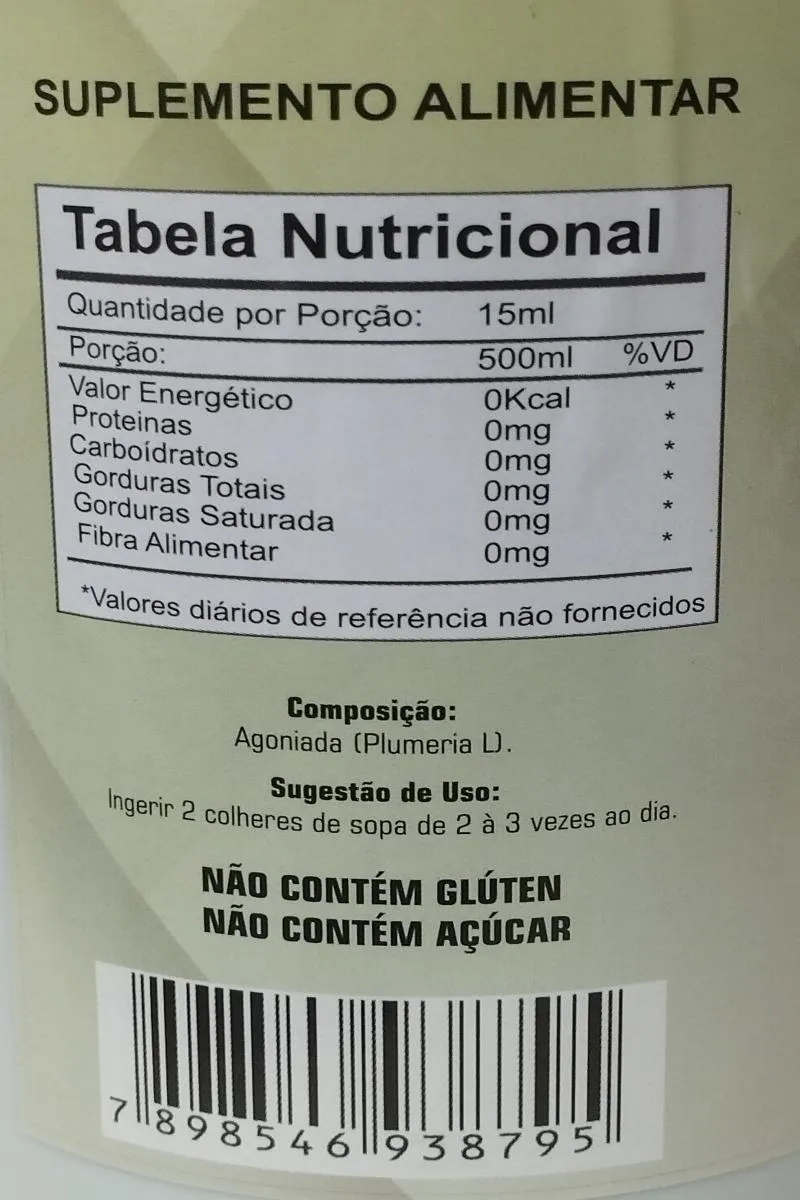 SUPLEMENTO ALIMENTAR
Tabela Nutricional
Quantidade por Porção: 15ml
Porção: 500ml %VD
Valor Energético 0Kcal *
Proteinas 0mg *
Carboídratos 0mg *
Gorduras Totais 0mg *
Gorduras Saturada 0mg *
Fibra Alimentar 0mg *
*Valores diários de referência não fornecidos
Composição:
Agoniada (Plumeria L).
Sugestão de Uso:
Ingerir 2 colheres de sopa de 2 à 3 vezes ao dia.
NÃO CONTÉM GLÚTEN
NÃO CONTÉM AÇÚCAR
7 898546 938795